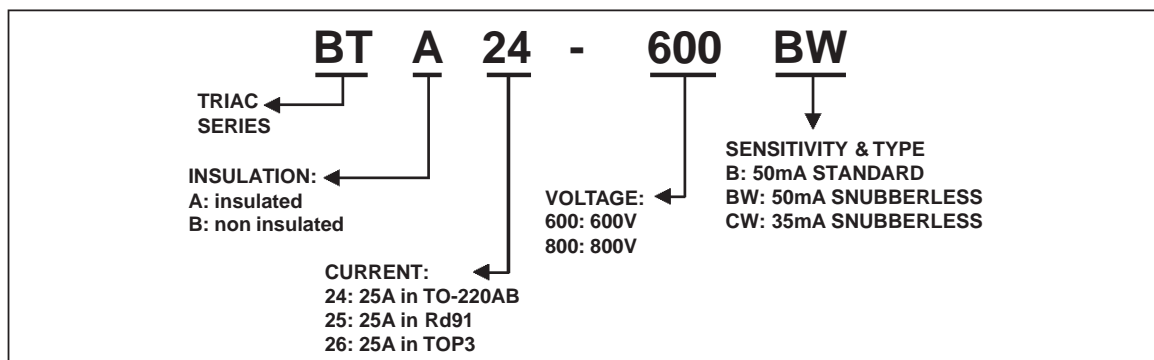 BT A 24 - 600 BW
TRIAC
SERIES
INSULATION:
A: insulated
B: non insulated
CURRENT:
24: 25A in TO-220AB
25: 25A in Rd91
26: 25A in TOP3
VOLTAGE:
600: 600V
800: 800V
SENSITIVITY & TYPE
B: 50mA STANDARD
BW: 50mA SNUBBERLESS
CW: 35mA SNUBBERLESS